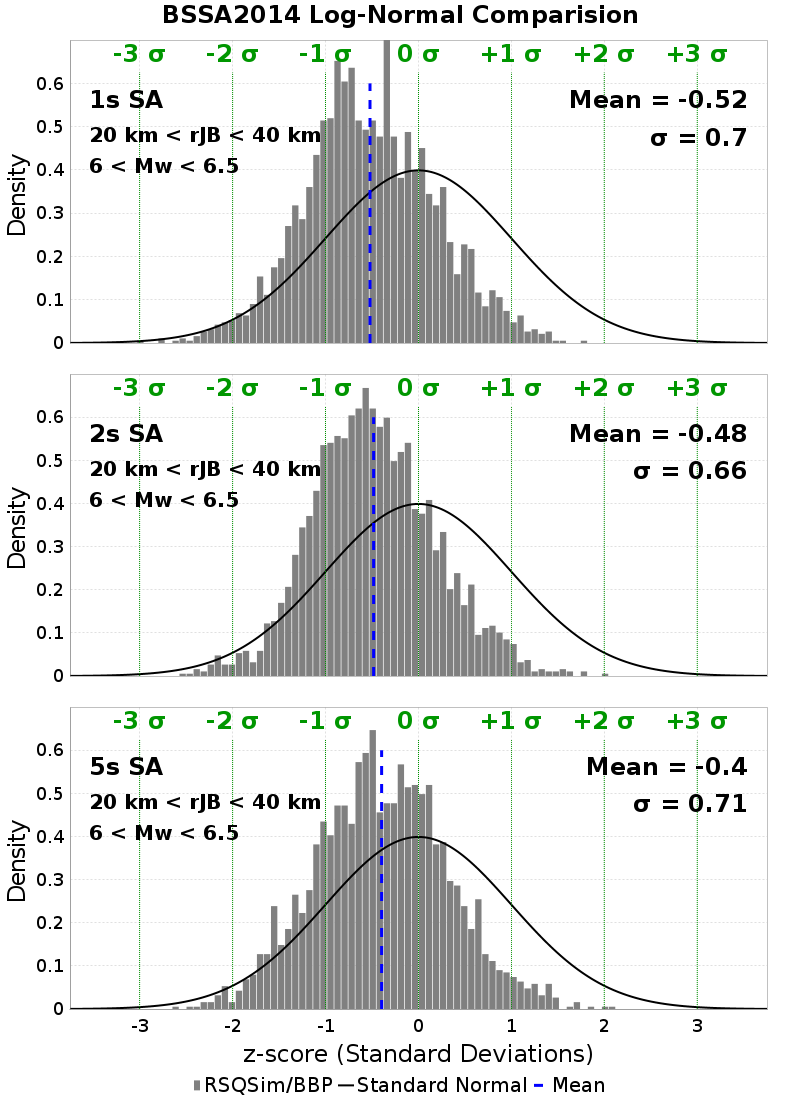 BSSA2014 Log-Normal Comparision
-3 σ -2 σ -1 σ 0 σ +1 σ +2 σ +3 σ
1s SA
20 km < rJB < 40 km
6 < Mw < 6.5
Mean = -0.52
σ = 0.7
Density
0.6
0.5
0.4
0.3
0.2
0.1
0
-3 σ -2 σ -1 σ 0 σ +1 σ +2 σ +3 σ
2s SA
20 km < rJB < 40 km
6 < Mw < 6.5
Mean = -0.48
σ = 0.66
Density
0.6
0.5
0.4
0.3
0.2
0.1
0
-3 σ -2 σ -1 σ 0 σ +1 σ +2 σ +3 σ
5s SA
20 km < rJB < 40 km
6 < Mw < 6.5
Mean = -0.4
σ = 0.71
Density
0.6
0.5
0.4
0.3
0.2
0.1
0
-3 -2 -1 0 1 2 3
z-score (Standard Deviations)
RSQSim/BBP Standard Normal Mean